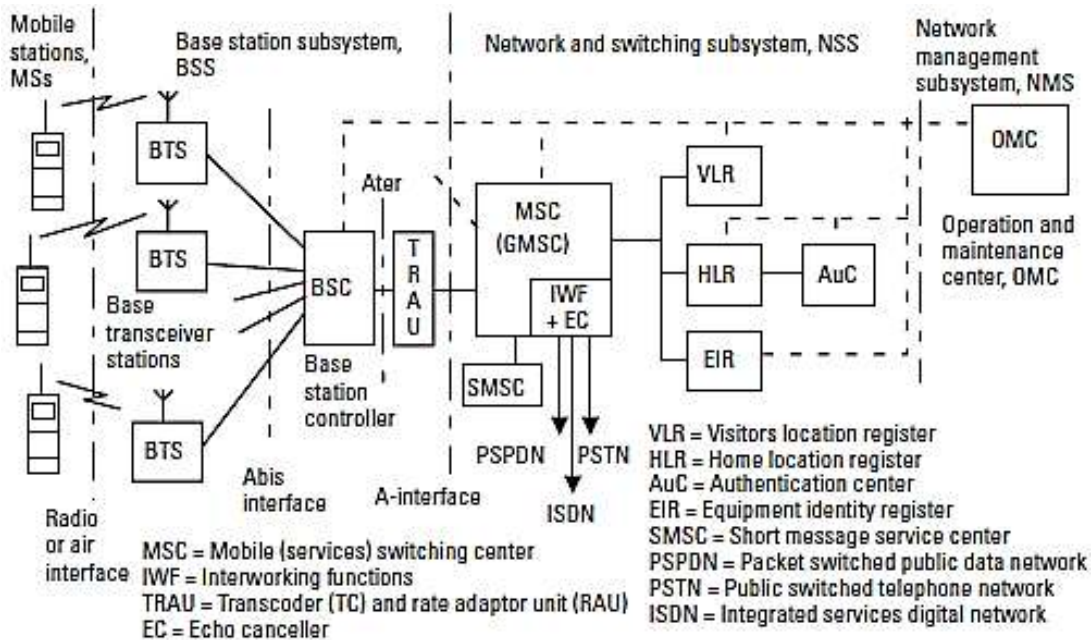 Mobile
stations,
MSs
Base station subsystem,
BSS
Network and switching subsystem, NSS
Network
management
subsystem, NMS
BTS
BTS
Base
transceiver
stations
BTS
BSC
Base
station
controller
Ater
T
R
A
U
MSC
(GMSC)
IWF
+ EC
SMSC
VLR
HLR
AuC
EIR
OMC
Operation and
maintenance
center, OMC
PSPDN
PSTN
ISDN
Radio
or air
interface
Abis
interface
A-interface
MSC = Mobile (services) switching center
IWF = Interworking functions
TRAU = Transcoder (TC) and rate adaptor unit (RAU)
EC = Echo canceller
VLR = Visitors location register
HLR = Home location register
AuC = Authentication center
EIR = Equipment identity register
SMSC = Short message service center
PSPDN = Packet switched public data network
PSTN = Public switched telephone network
ISDN = Integrated services digital network